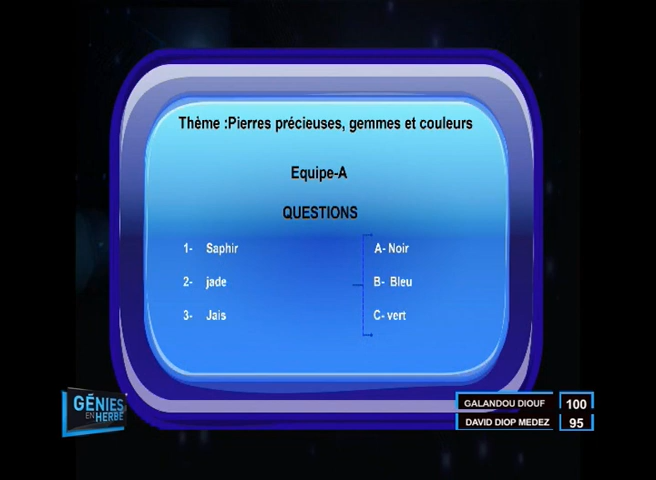 Thème :Pierres précieuses, gemmes et couleurs
Equipe-A
QUESTIONS
1- Saphir A- Noir
2- jade B- Bleu
3- Jais C- vert
GÉNIES
EN HERBE
GALANDOU DIOUF 100
DAVID DIOP MEDEZ 95